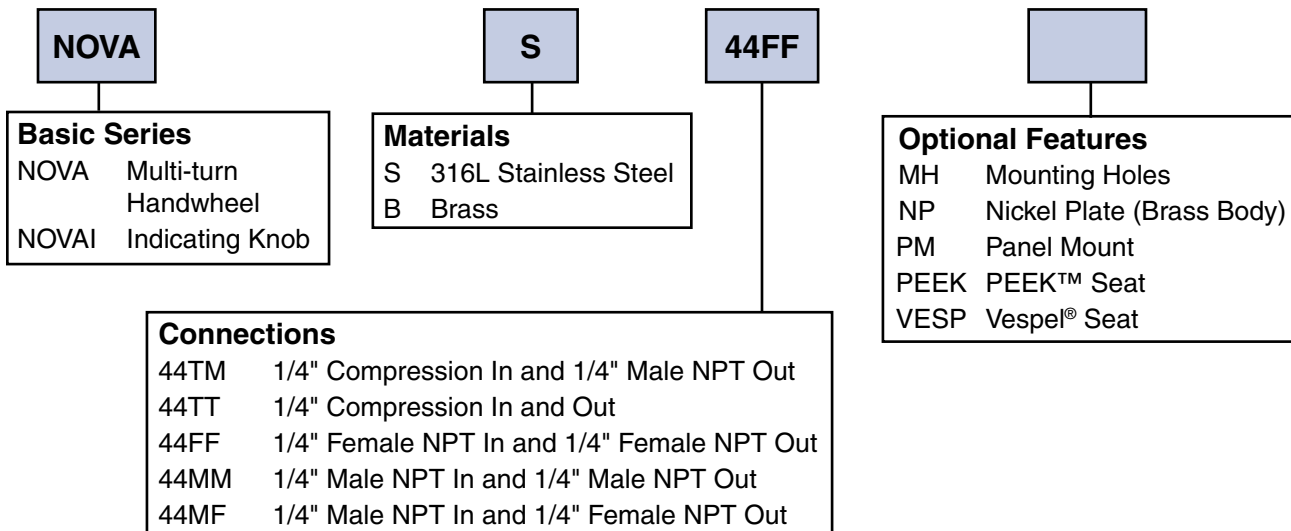 NOVA
S
44FF
Basic Series
NOVA Multi-turn
Handwheel
NOVAI Indicating Knob
Materials
S 316L Stainless Steel
B Brass
Optional Features
MH Mounting Holes
NP Nickel Plate (Brass Body)
PM Panel Mount
PEEK PEEK™ Seat
VESP Vespel® Seat
Connections
44TM 1/4" Compression In and 1/4" Male NPT Out
44TT 1/4" Compression In and Out
44FF 1/4" Female NPT In and 1/4" Female NPT Out
44MM 1/4" Male NPT In and 1/4" Male NPT Out
44MF 1/4" Male NPT In and 1/4" Female NPT Out